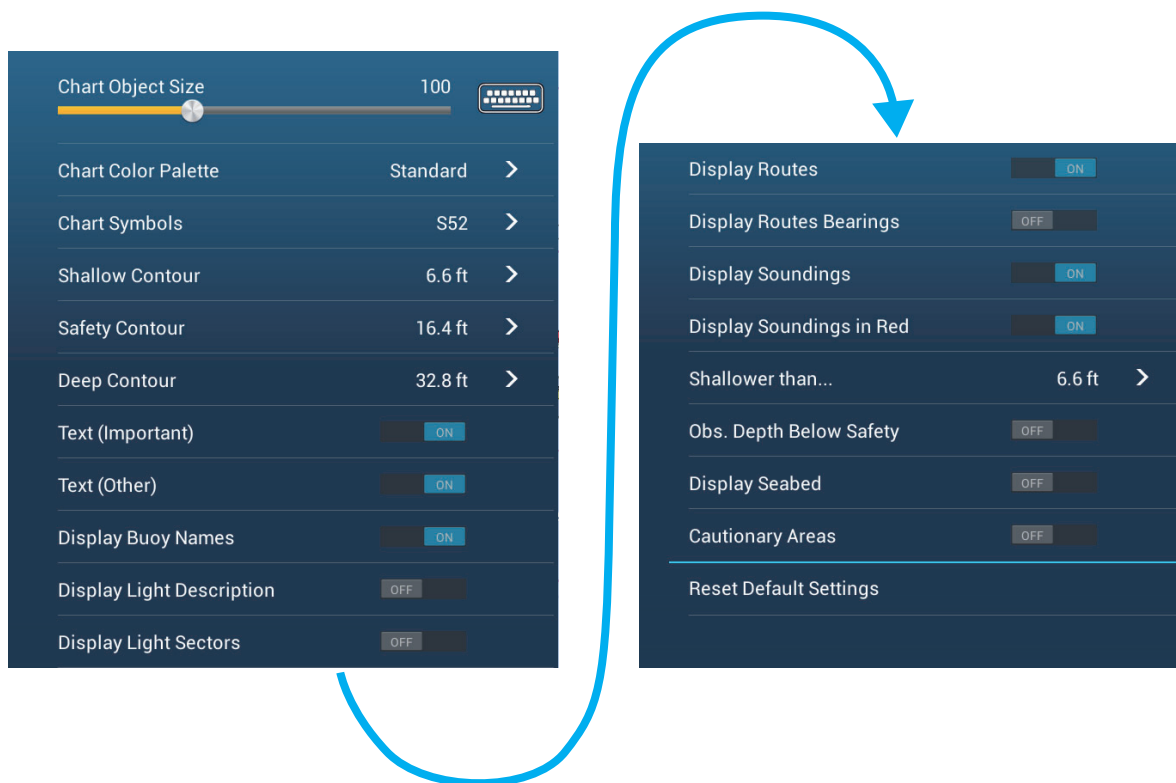 Chart Object Size 100
Chart Color Palette Standard
Chart Symbols S52
Shallow Contour 6.6 ft
Safety Contour 16.4 ft
Deep Contour 32.8 ft
Text (Important) ON
Text (Other) ON
Display Buoy Names ON
Display Light Description OFF
Display Light Sectors OFF
Display Routes ON
Display Routes Bearings OFF
Display Soundings ON
Display Soundings in Red ON
Shallower than... 6.6 ft
Obs. Depth Below Safety OFF
Display Seabed OFF
Cautionary Areas OFF
Reset Default Settings